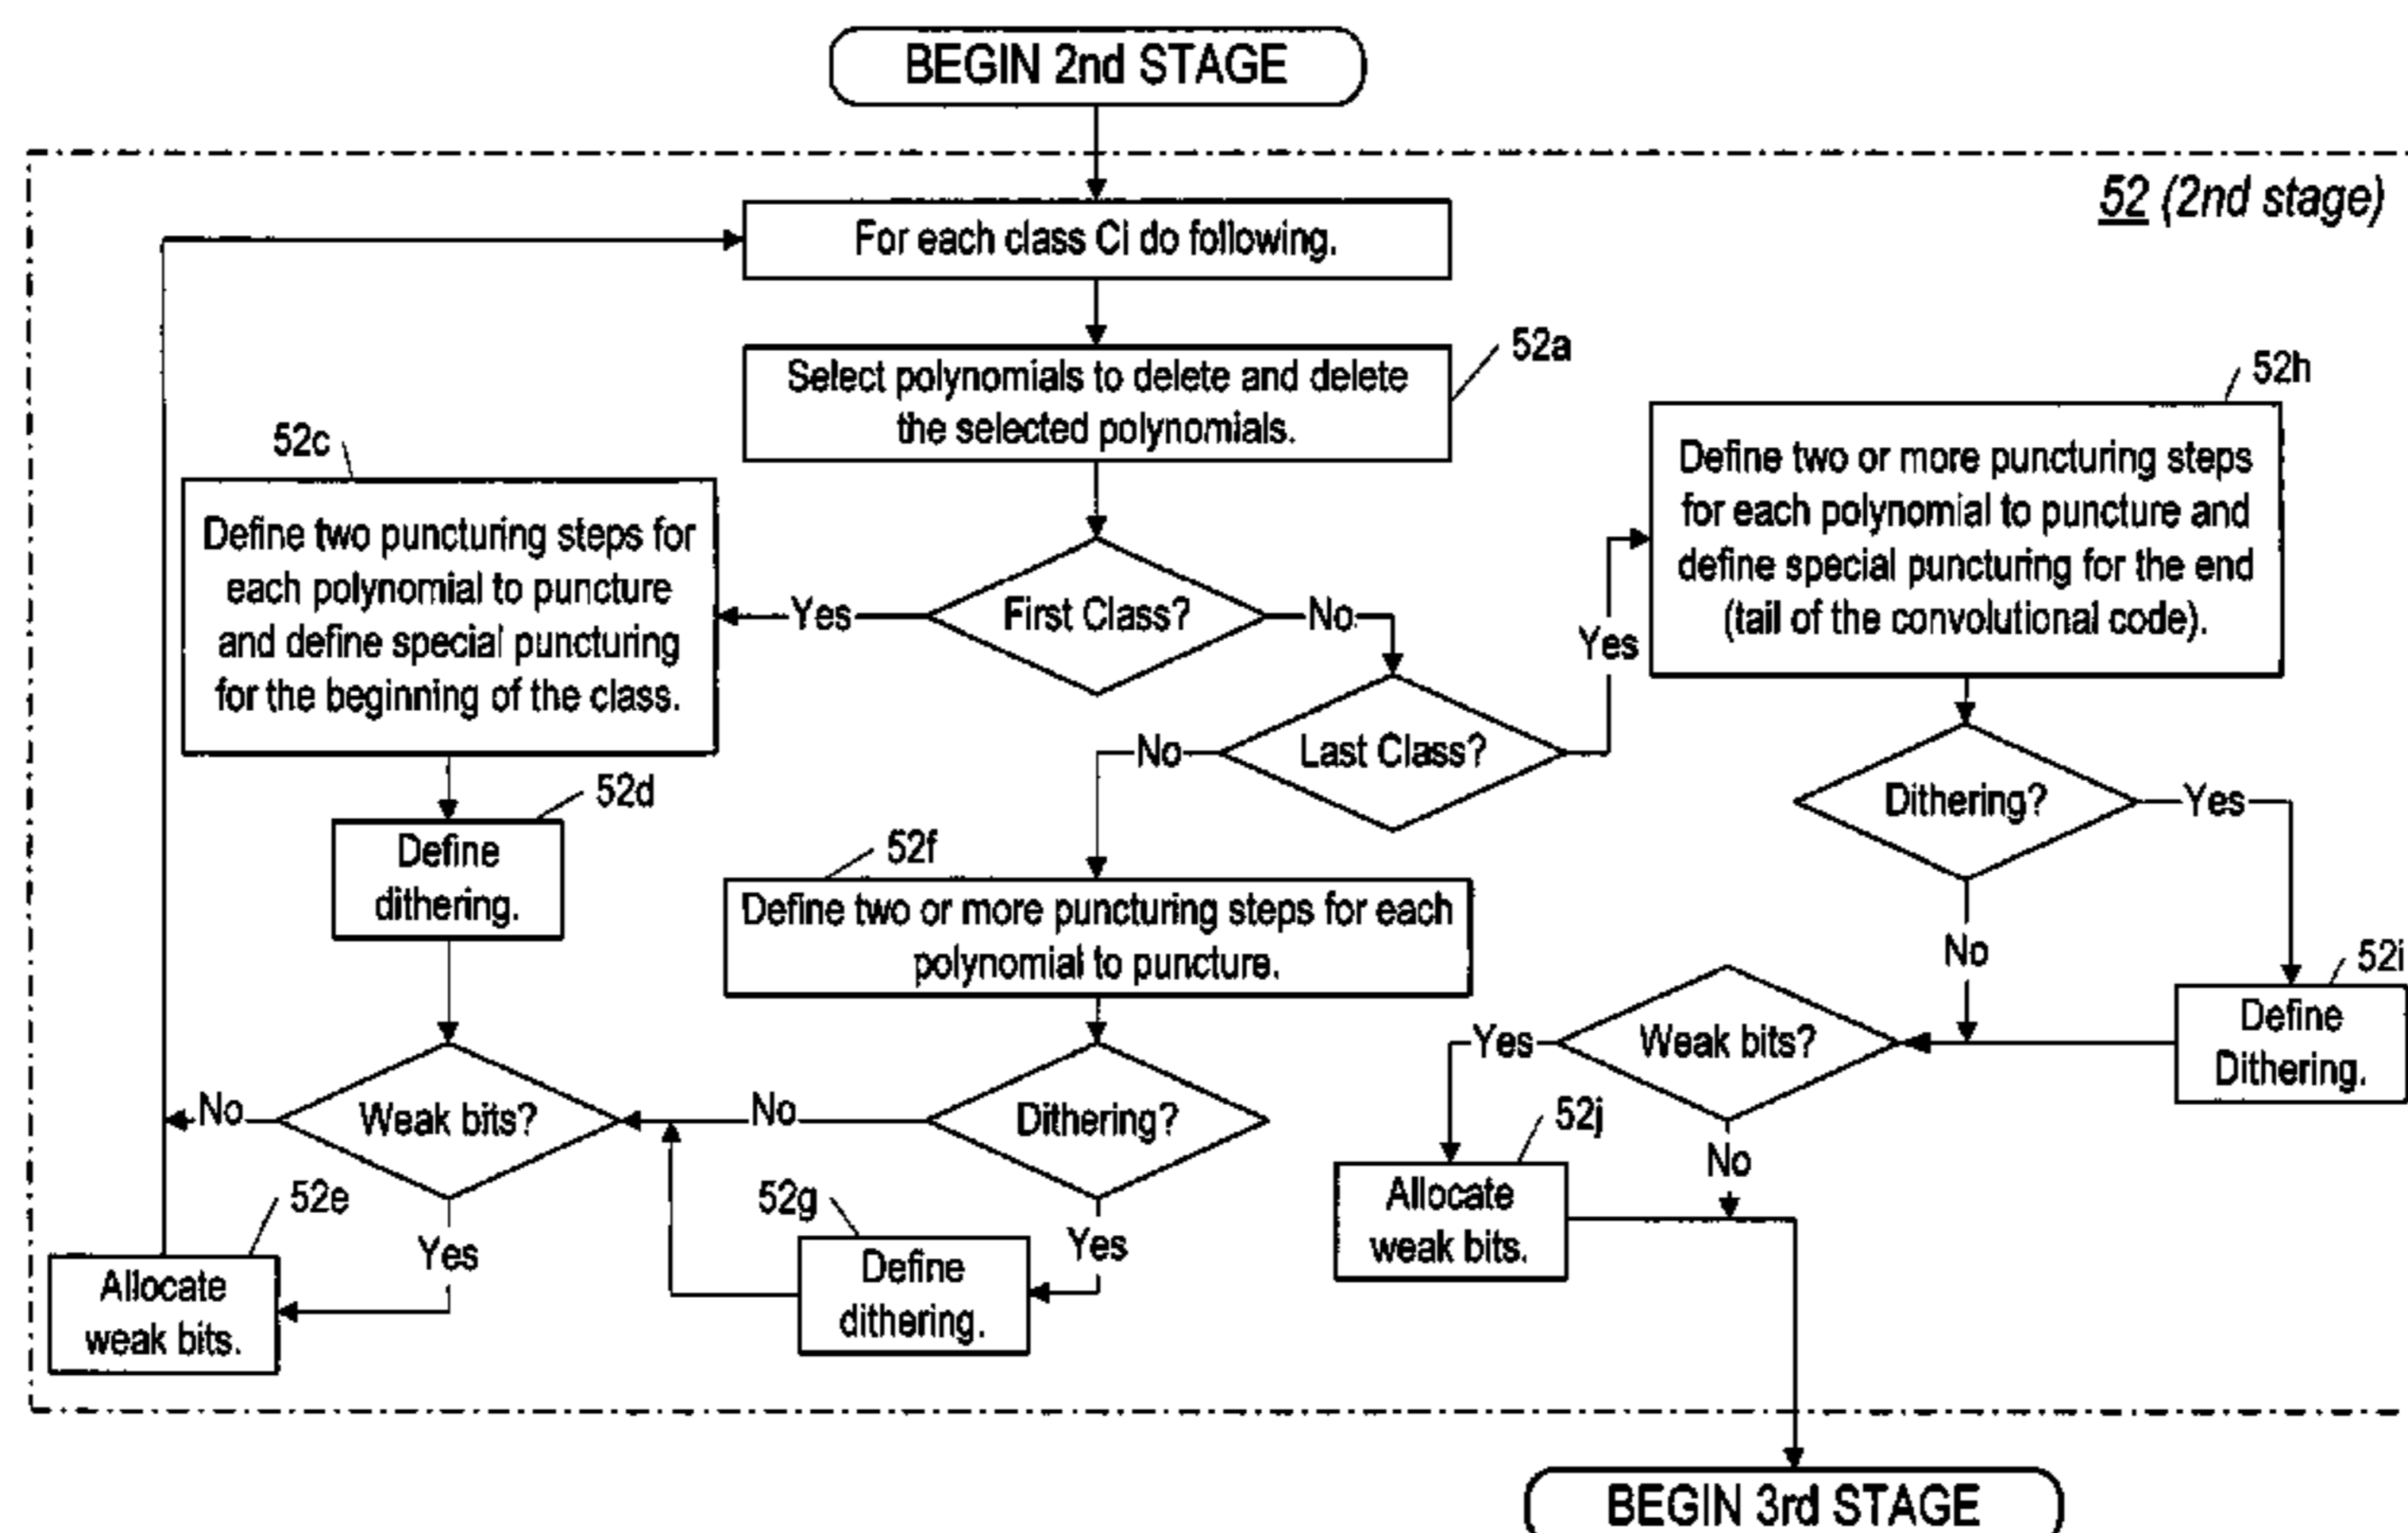 BEGIN 2nd STAGE
52 (2nd stage)
For each class Ci do following.
52a
Select polynomials to delete and delete
the selected polynomials.
52h
Define two or more puncturing steps
for each polynomial to puncture and
define special puncturing for the end
(tail of the convolutional code).
52c
Define two puncturing steps for
each polynomial to puncture
and define special puncturing
for the beginning of the class.
Yes
First Class?
No
Yes
No
Last Class?
52d
Define
dithering.
Dithering?
Yes
No
52f
Define two or more puncturing steps for each
polynomial to puncture.
52i
Define
Dithering.
Yes
Weak bits?
No
No
Weak bits?
No
Dithering?
52j
Allocate
weak bits.
52e
Allocate
weak bits.
Yes
52g
Define
dithering.
Yes
BEGIN 3rd STAGE